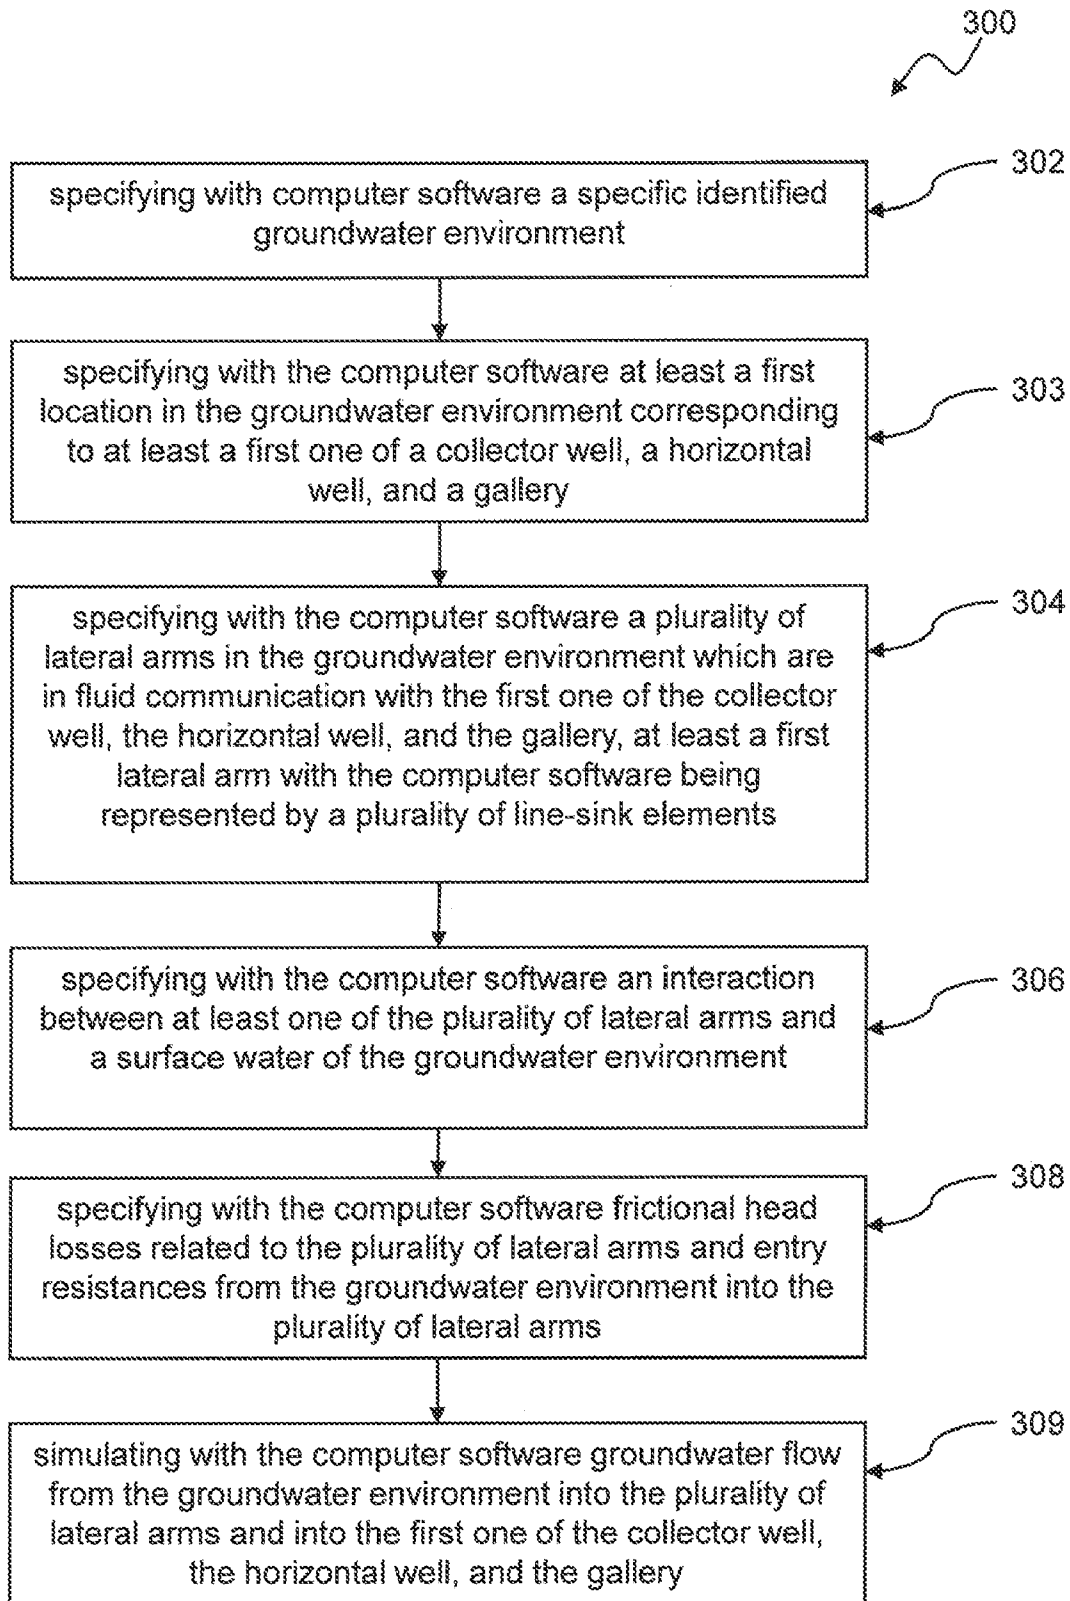 300
302
specifying with computer software a specific identified
groundwater environment
303
specifying with the computer software at least a first
location in the groundwater environment corresponding
to at least a first one of a collector well, a horizontal
well, and a gallery
304
specifying with the computer software a plurality of
lateral arms in the groundwater environment which are
in fluid communication with the first one of the collector
well, the horizontal well, and the gallery, at least a first
lateral arm with the computer software being
represented by a plurality of line-sink elements
306
specifying with the computer software an interaction
between at least one of the plurality of lateral arms and
a surface water of the groundwater environment
308
specifying with the computer software frictional head
losses related to the plurality of lateral arms and entry
resistances from the groundwater environment into the
plurality of lateral arms
309
simulating with the computer software groundwater flow
from the groundwater environment into the plurality of
lateral arms and into the first one of the collector well,
the horizontal well, and the gallery